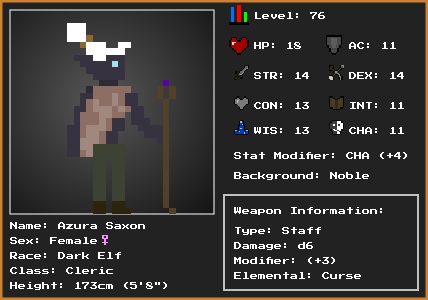 Level: 76
HP: 18 AC: 11
STR: 14 DEX: 14
CON: 13 INT: 11
WIS: 13 CHA: 11
Stat Modifier: CHA (+4)
Background: Noble
Weapon Information:
Type: Staff
Damage: d6
Modifier: (+3)
Elemental: Curse
Name: Azura Saxon
Sex: Female♀
Race: Dark Elf
Class: Cleric
Height: 173cm (5'8")